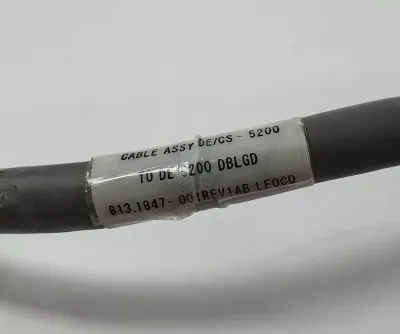 CABLE ASSY DE/CS - 5200
TO DE 5200 DBLGD
813.1847-001REV1AB LEOCO